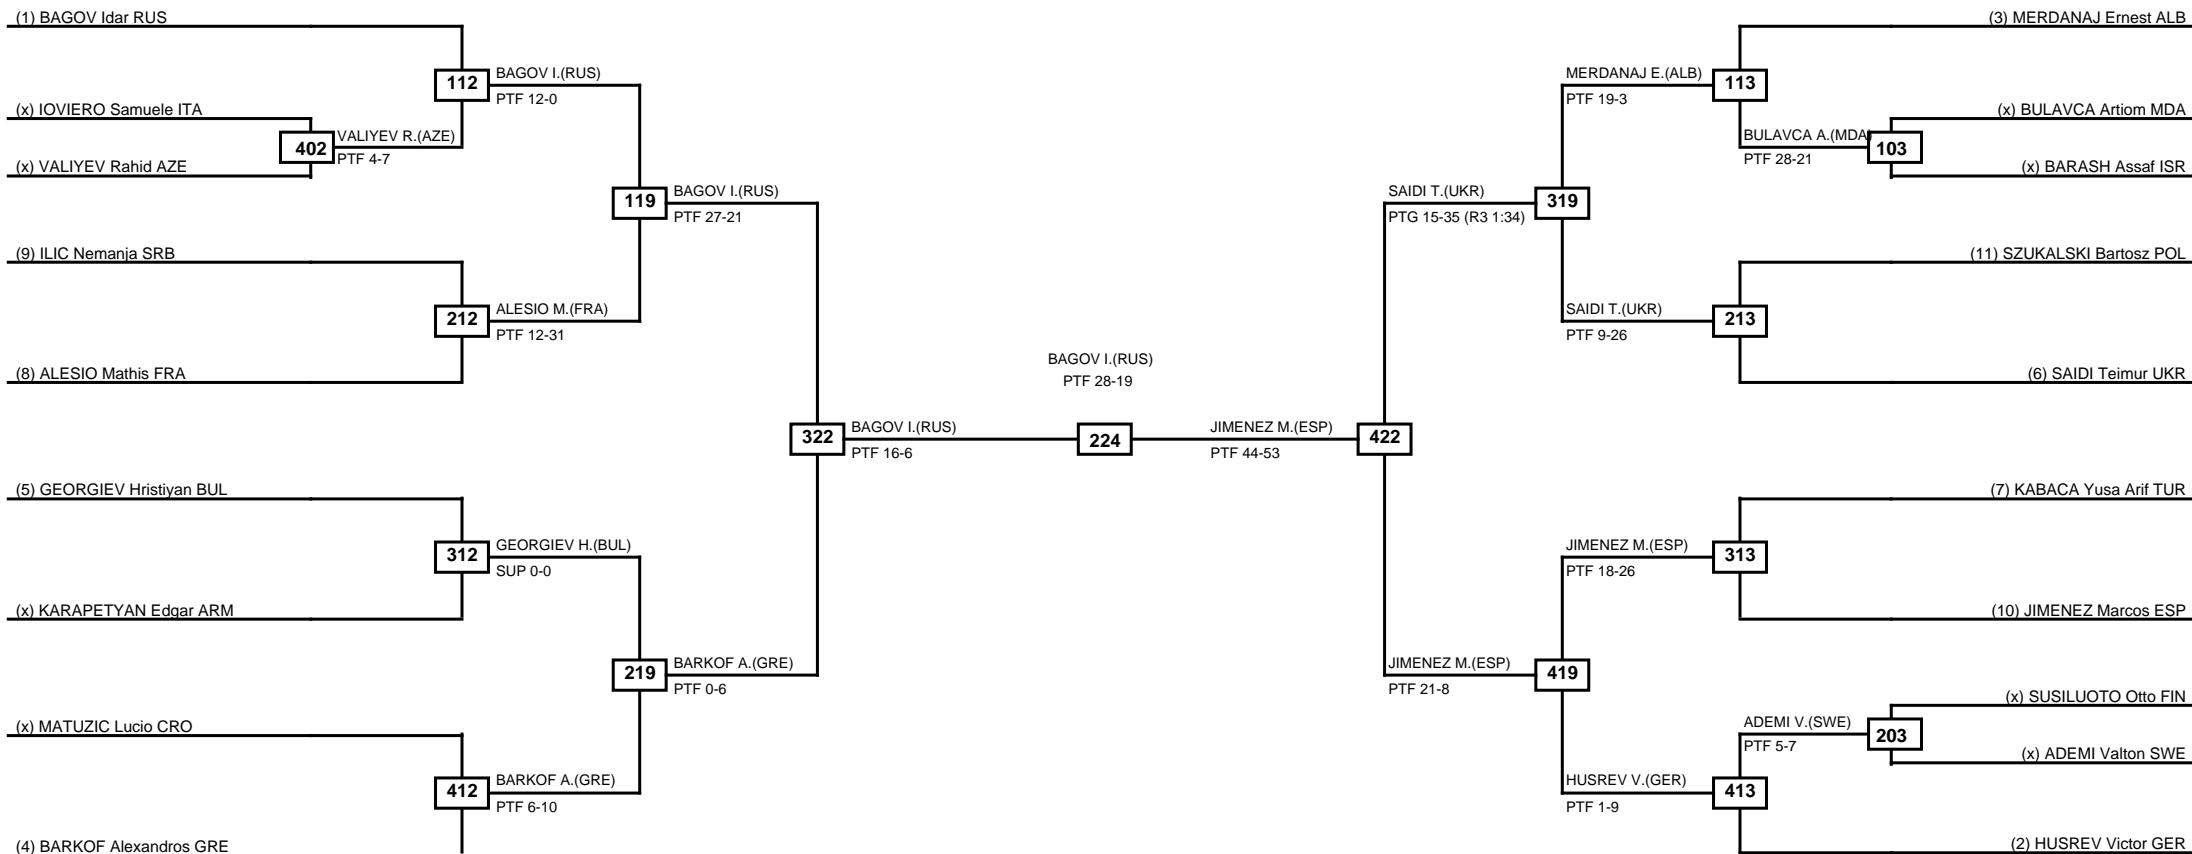 (1) BAGOV Idar RUS
(x) IOVIERO Samuele ITA
(x) VALIYEV Rahid AZE
(9) ILIC Nemanja SRB
(8) ALESIO Mathis FRA
(5) GEORGIEV Hristiyan BUL
(x) KARAPETYAN Edgar ARM
(x) MATUZIC Lucio CRO
(4) BARKOF Alexandros GRE
402
VALIYEV R.(AZE)
PTF 4-7
112
BAGOV I.(RUS)
PTF 12-0
212
ALESIO M.(FRA)
PTF 12-31
312
GEORGIEV H.(BUL)
SUP 0-0
412
BARKOF A.(GRE)
PTF 6-10
119
BAGOV I.(RUS)
PTF 27-21
219
BARKOF A.(GRE)
PTF 0-6
322
BAGOV I.(RUS)
PTF 16-6
BAGOV I.(RUS)
PTF 28-19
224
JIMENEZ M.(ESP)
PTF 44-53
422
SAIDI T.(UKR)
PTG 15-35 (R3 1:34)
319
JIMENEZ M.(ESP)
PTF 21-8
419
MERDANAJ E.(ALB)
PTF 19-3
113
SAIDI T.(UKR)
PTF 9-26
213
JIMENEZ M.(ESP)
PTF 18-26
313
HUSREV V.(GER)
PTF 1-9
413
BULAVCA A.(MDA)
PTF 28-21
103
ADEMI V.(SWE)
PTF 5-7
203
(3) MERDANAJ Ernest ALB
(x) BULAVCA Artiom MDA
(x) BARASH Assaf ISR
(11) SZUKALSKI Bartosz POL
(6) SAIDI Teimur UKR
(7) KABACA Yusa Arif TUR
(10) JIMENEZ Marcos ESP
(x) SUSILUOTO Otto FIN
(x) ADEMI Valton SWE
(2) HUSREV Victor GER